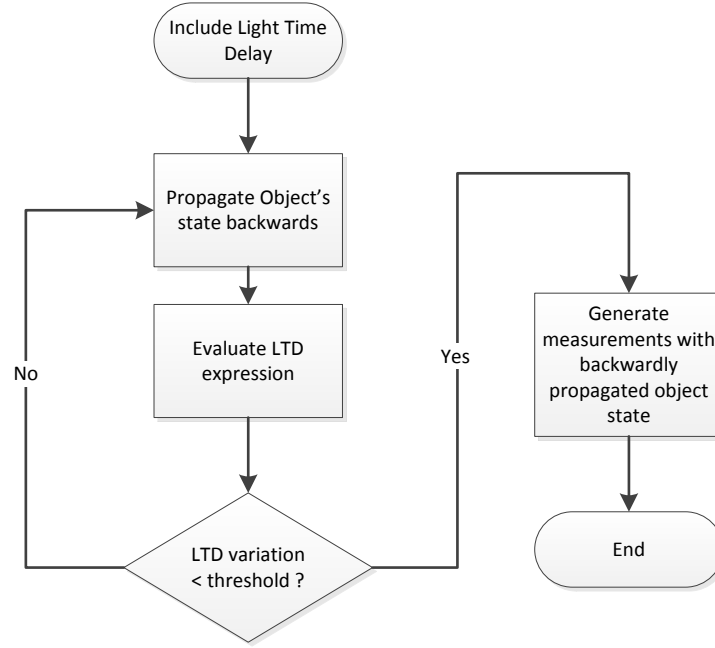 Include Light Time
Delay
Propagate Object's
state backwards
Evaluate LTD
expression
No
LTD variation
< threshold ?
Yes
Generate
measurements with
backwardly
propagated object
state
End